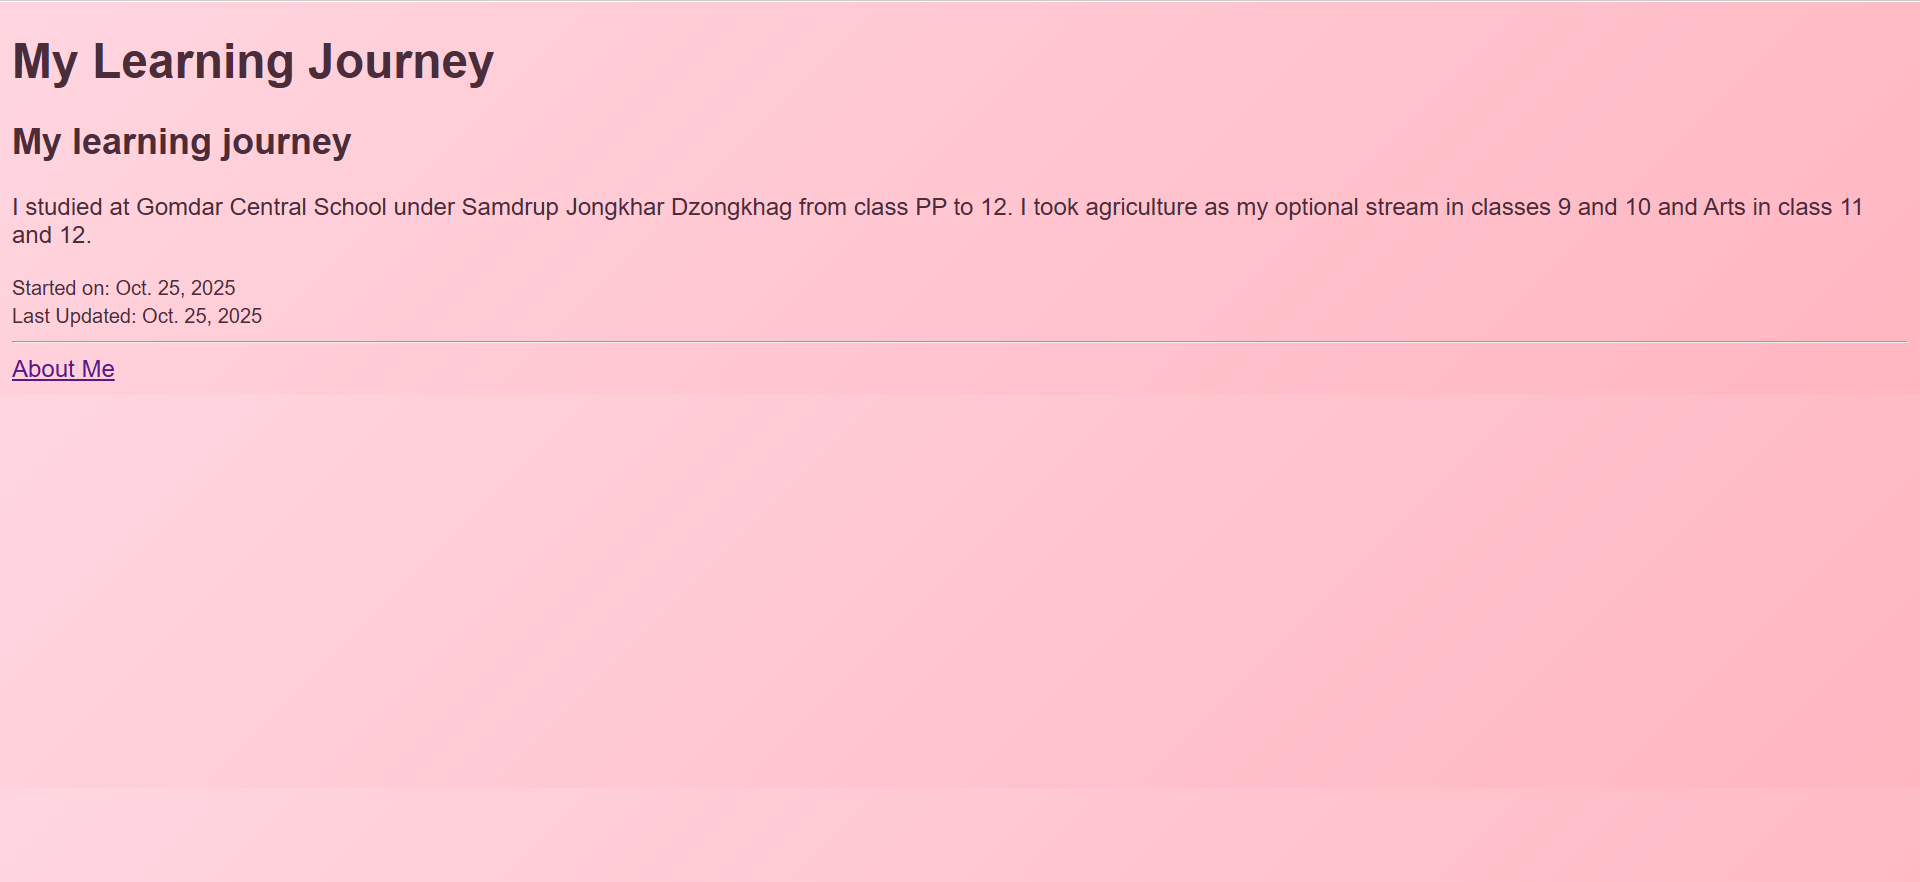 My Learning Journey
My learning journey
I studied at Gomdar Central School under Samdrup Jongkhar Dzongkhag from class PP to 12. I took agriculture as my optional stream in classes 9 and 10 and Arts in class 11
and 12.
Started on: Oct. 25, 2025
Last Updated: Oct. 25, 2025
About Me